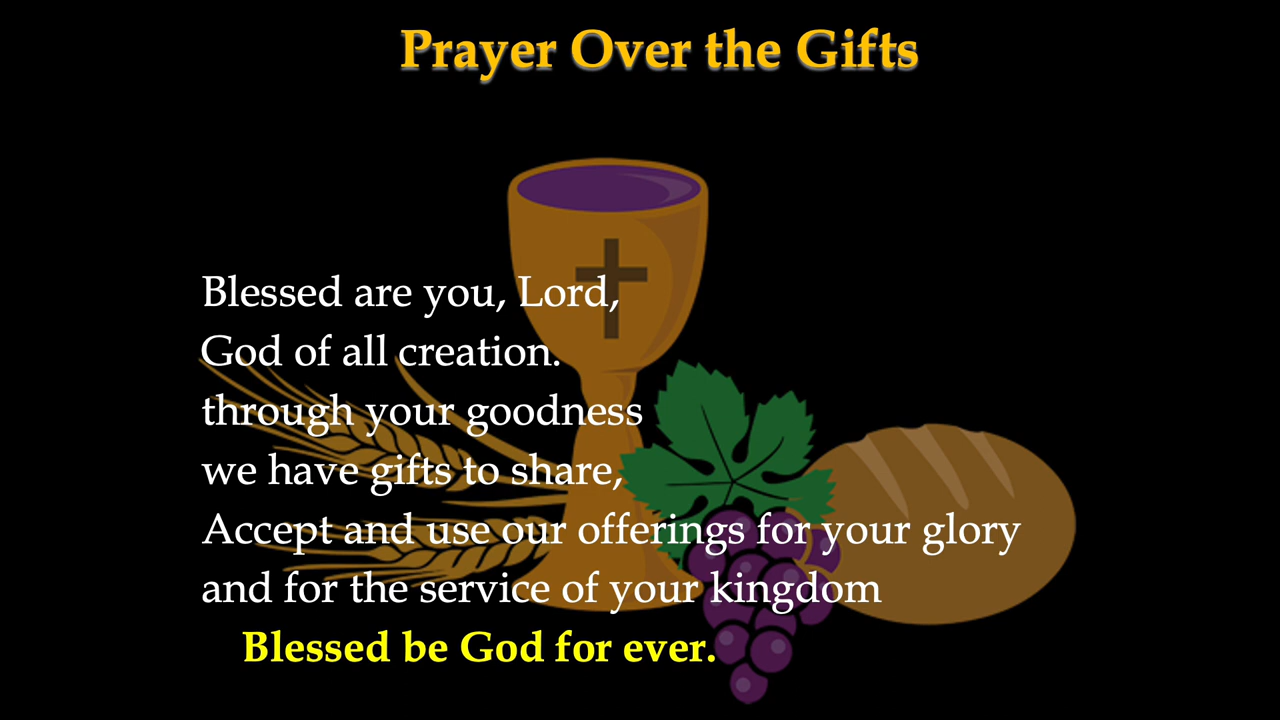 Prayer Over the Gifts
Blessed are you, Lord,
God of all creation.
through your goodness
we have gifts to share,
Accept and use our offerings for your glory
and for the service of your kingdom
Blessed be God for ever.